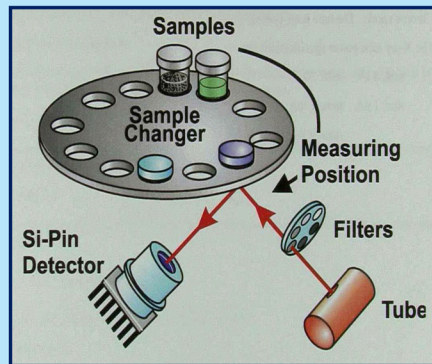 Samples
Sample
Changer
Measuring
Position
Si-Pin
Detector
Filters
Tube